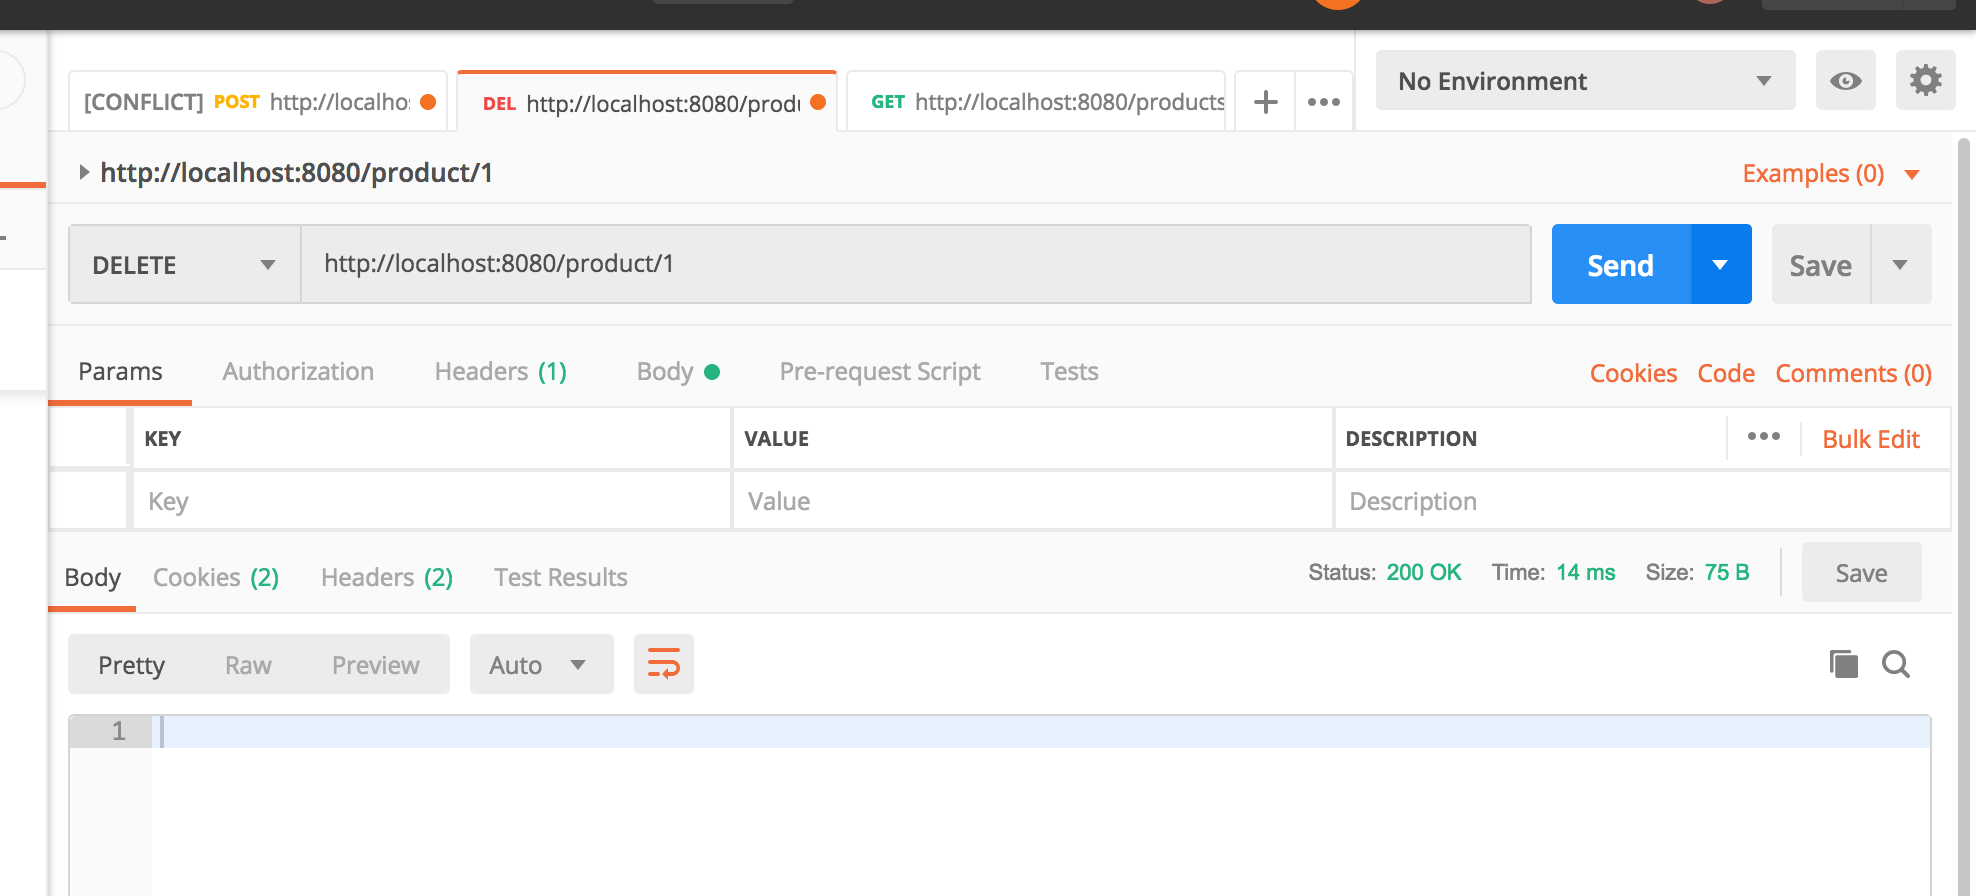 [CONFLICT] POST http://localho: DEL http://localhost:8080/produ GET http://localhost:8080/products
No Environment
http://localhost:8080/product/1
Examples (0)
DELETE http://localhost:8080/product/1 Send Save
Params Authorization Headers (1) Body Pre-request Script Tests Cookies Code Comments (0)
KEY VALUE DESCRIPTION Bulk Edit
Key Value Description
Body Cookies (2) Headers (2) Test Results Status: 200 OK Time: 14 ms Size: 75 B Save
Pretty Raw Preview Auto
1